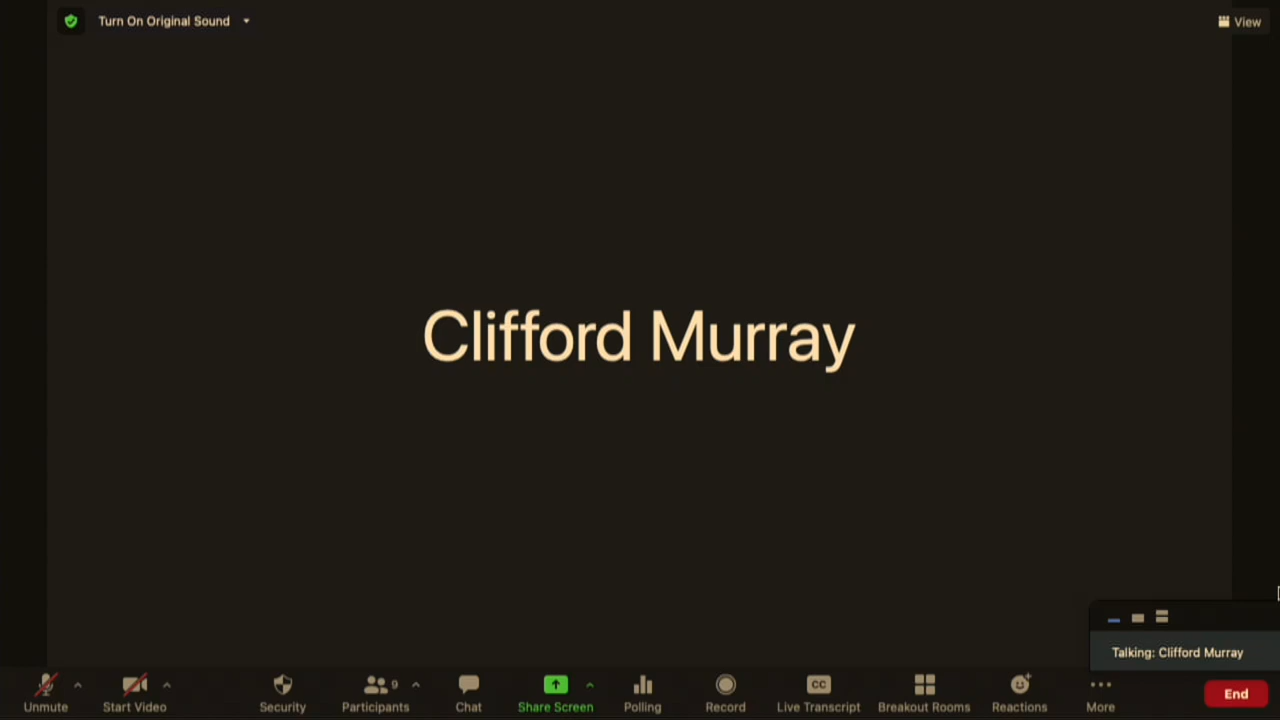 Turn On Original Sound
View
Clifford Murray
Talking: Clifford Murray
9
CC
Unmute
Start Video
Security
Participants
Chat
Share Screen
Polling
Record
Live Transcript
Breakout Rooms
Reactions
More
End